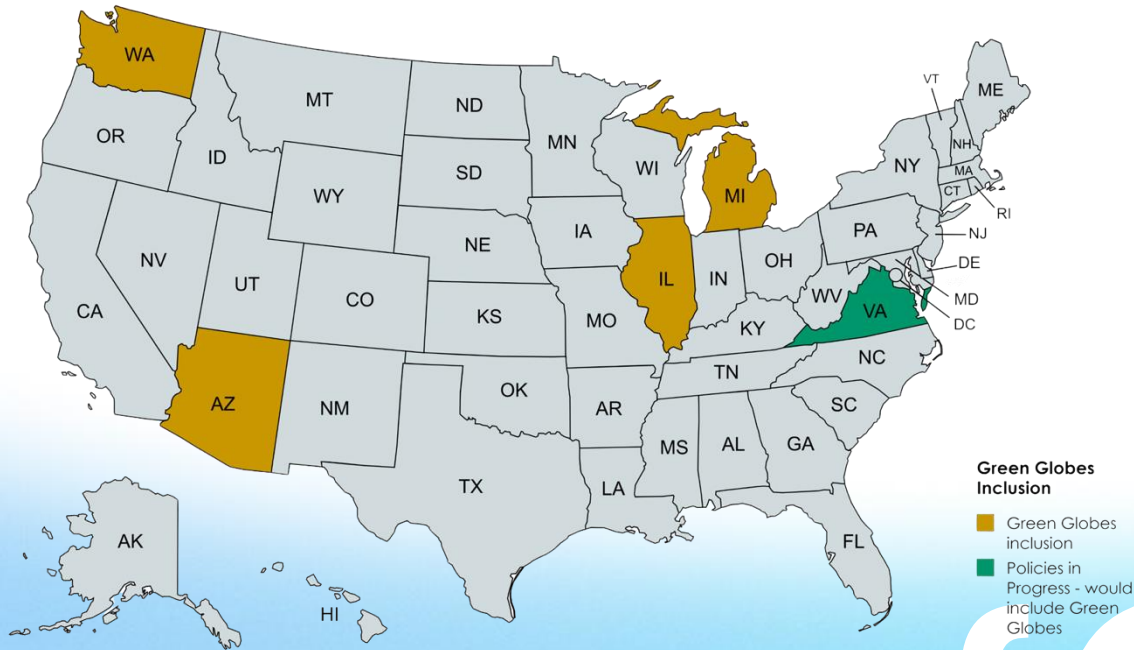 WA
MT
ND
MN
VT
ME
OR
ID
SD
WI
NY
NH
MA
CT
RI
WY
MI
IA
PA
NJ
NE
NV
UT
IL
IN
OH
DE
CA
CO
WV
VA
MD
DC
KS
MO
KY
NC
TN
AZ
NM
OK
AR
SC
MS
AL
GA
TX
LA
AK
FL
HI
Green Globes
Inclusion
Green Globes
inclusion
Policies in
Progress - would
include Green
Globes